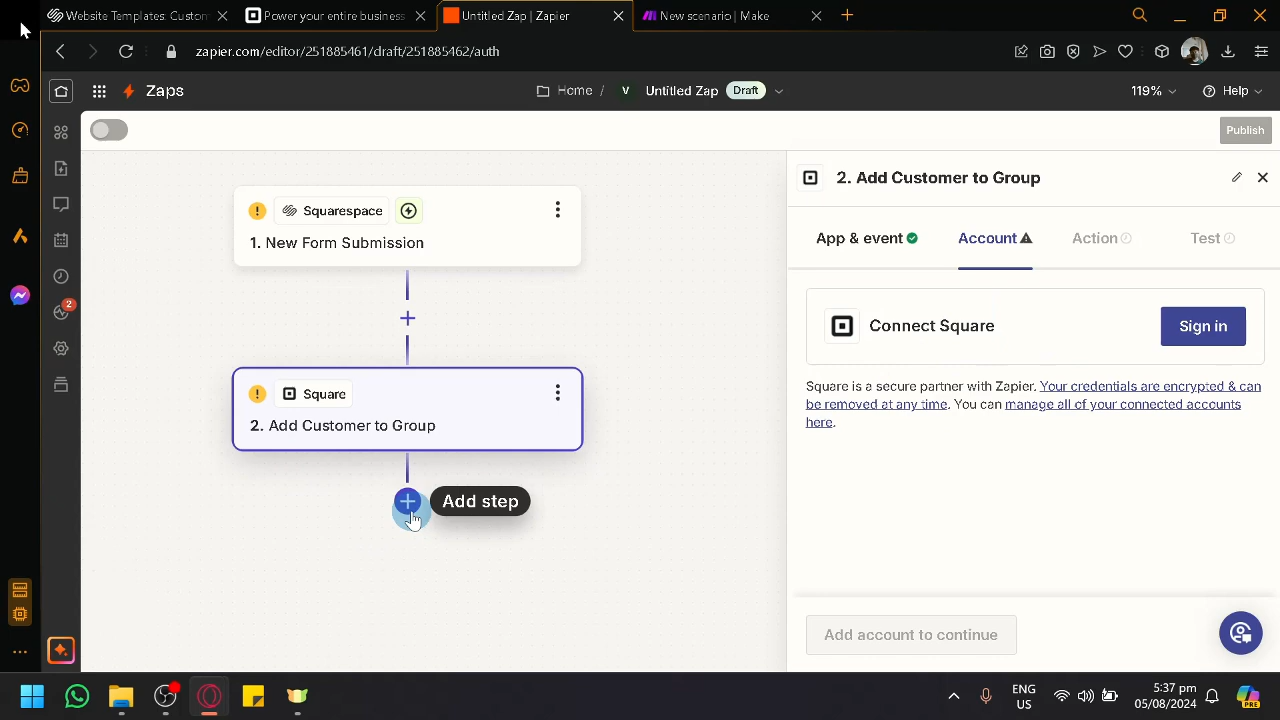 Website Templates: Custom
Power your entire business
Untitled Zap | Zapier
New scenario | Make
zapier.com/editor/251885461/draft/251885462/auth
Zaps
Home /
V
Untitled Zap
Draft
119%
Help
Publish
Squarespace
1. New Form Submission
2
Square
2. Add Customer to Group
Add step
2. Add Customer to Group
App & event
Account
Action
Test
Connect Square
Sign in
Square is a secure partner with Zapier. Your credentials are encrypted & can
be removed at any time. You can manage all of your connected accounts
here.
Add account to continue
ENG
US
5:37 pm
05/08/2024
PRE